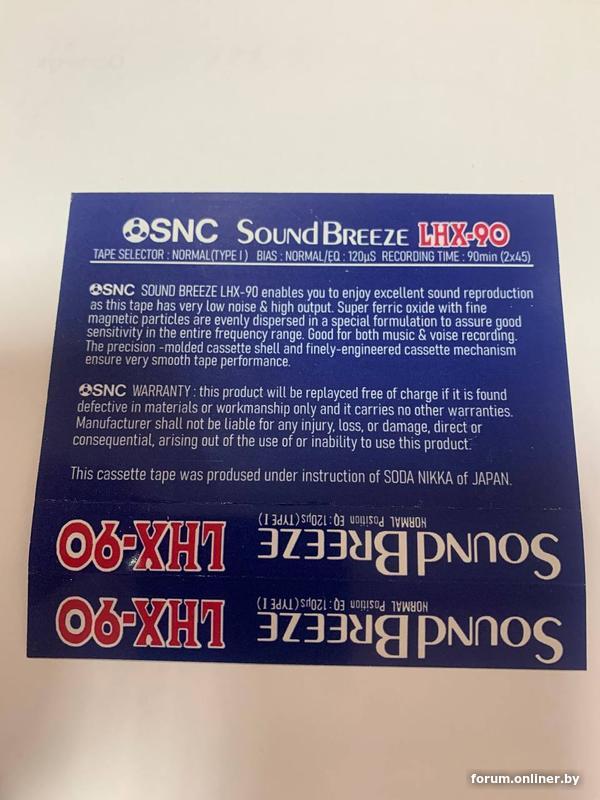 SNC SOUND BREEZE LHX-90
TAPE SELECTOR : NORMAL(TYPE I) BIAS : NORMAL/EQ : 120µS RECORDING TIME : 90min (2x45)
SNC SOUND BREEZE LHX-90 enables you to enjoy excellent sound reproduction
as this tape has very low noise & high output. Super ferric oxide with fine
magnetic particles are evenly dispersed in a special formulation to assure good
sensitivity in the entire frequency range. Good for both music & voise recording.
The precision -molded cassette shell and finely-engineered cassette mechanism
ensure very smooth tape performance.
SNC WARRANTY : this product will be replayced free of charge if it is found
defective in materials or workmanship only and it carries no other warranties.
Manufacturer shall not be liable for any injury, loss, or damage, direct or
consequential, arising out of the use of or inability to use this product.
This cassette tape was prodused under instruction of SODA NIKKA of JAPAN.
SOUND BREEZE LHX-90
NORMAL Position EQ : 120µs (TYPE I)
SOUND BREEZE LHX-90
NORMAL Position EQ : 120µs (TYPE I)
forum.onliner.by